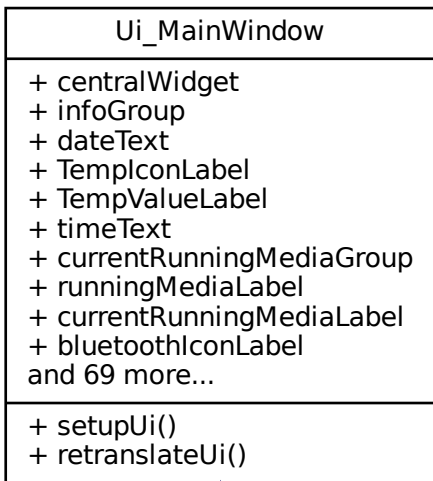 Ui_MainWindow
+ centralWidget
+ infoGroup
+ dateText
+ TempIconLabel
+ TempValueLabel
+ timeText
+ currentRunningMediaGroup
+ runningMediaLabel
+ currentRunningMediaLabel
+ bluetoothIconLabel
and 69 more...
+ setupUi()
+ retranslateUi()